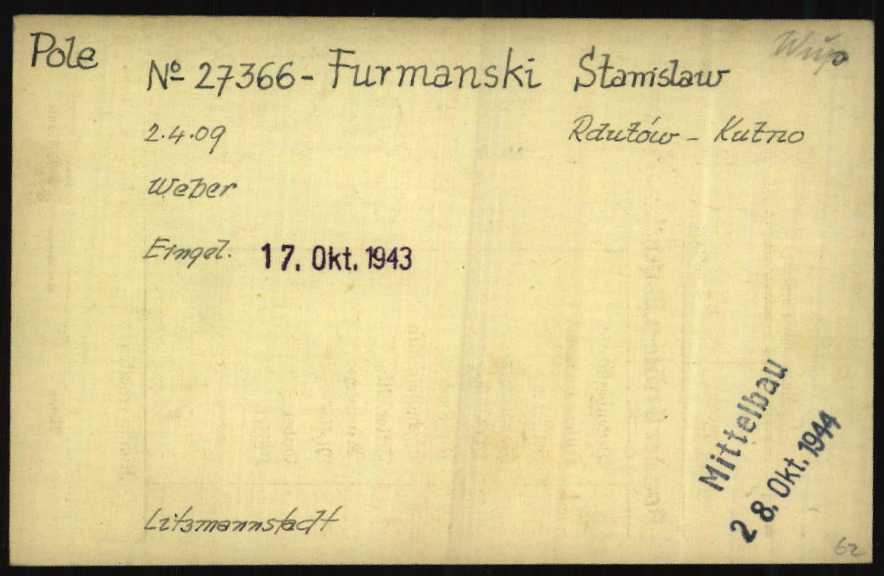 Pole
Nº 27366 - Furmanski Stanislaw
2.4.09 Rdutów - Kutno
Weber
Eingel. 17. Okt. 1943
Mittelbau
28. Okt. 1944
Litzmannstadt
62